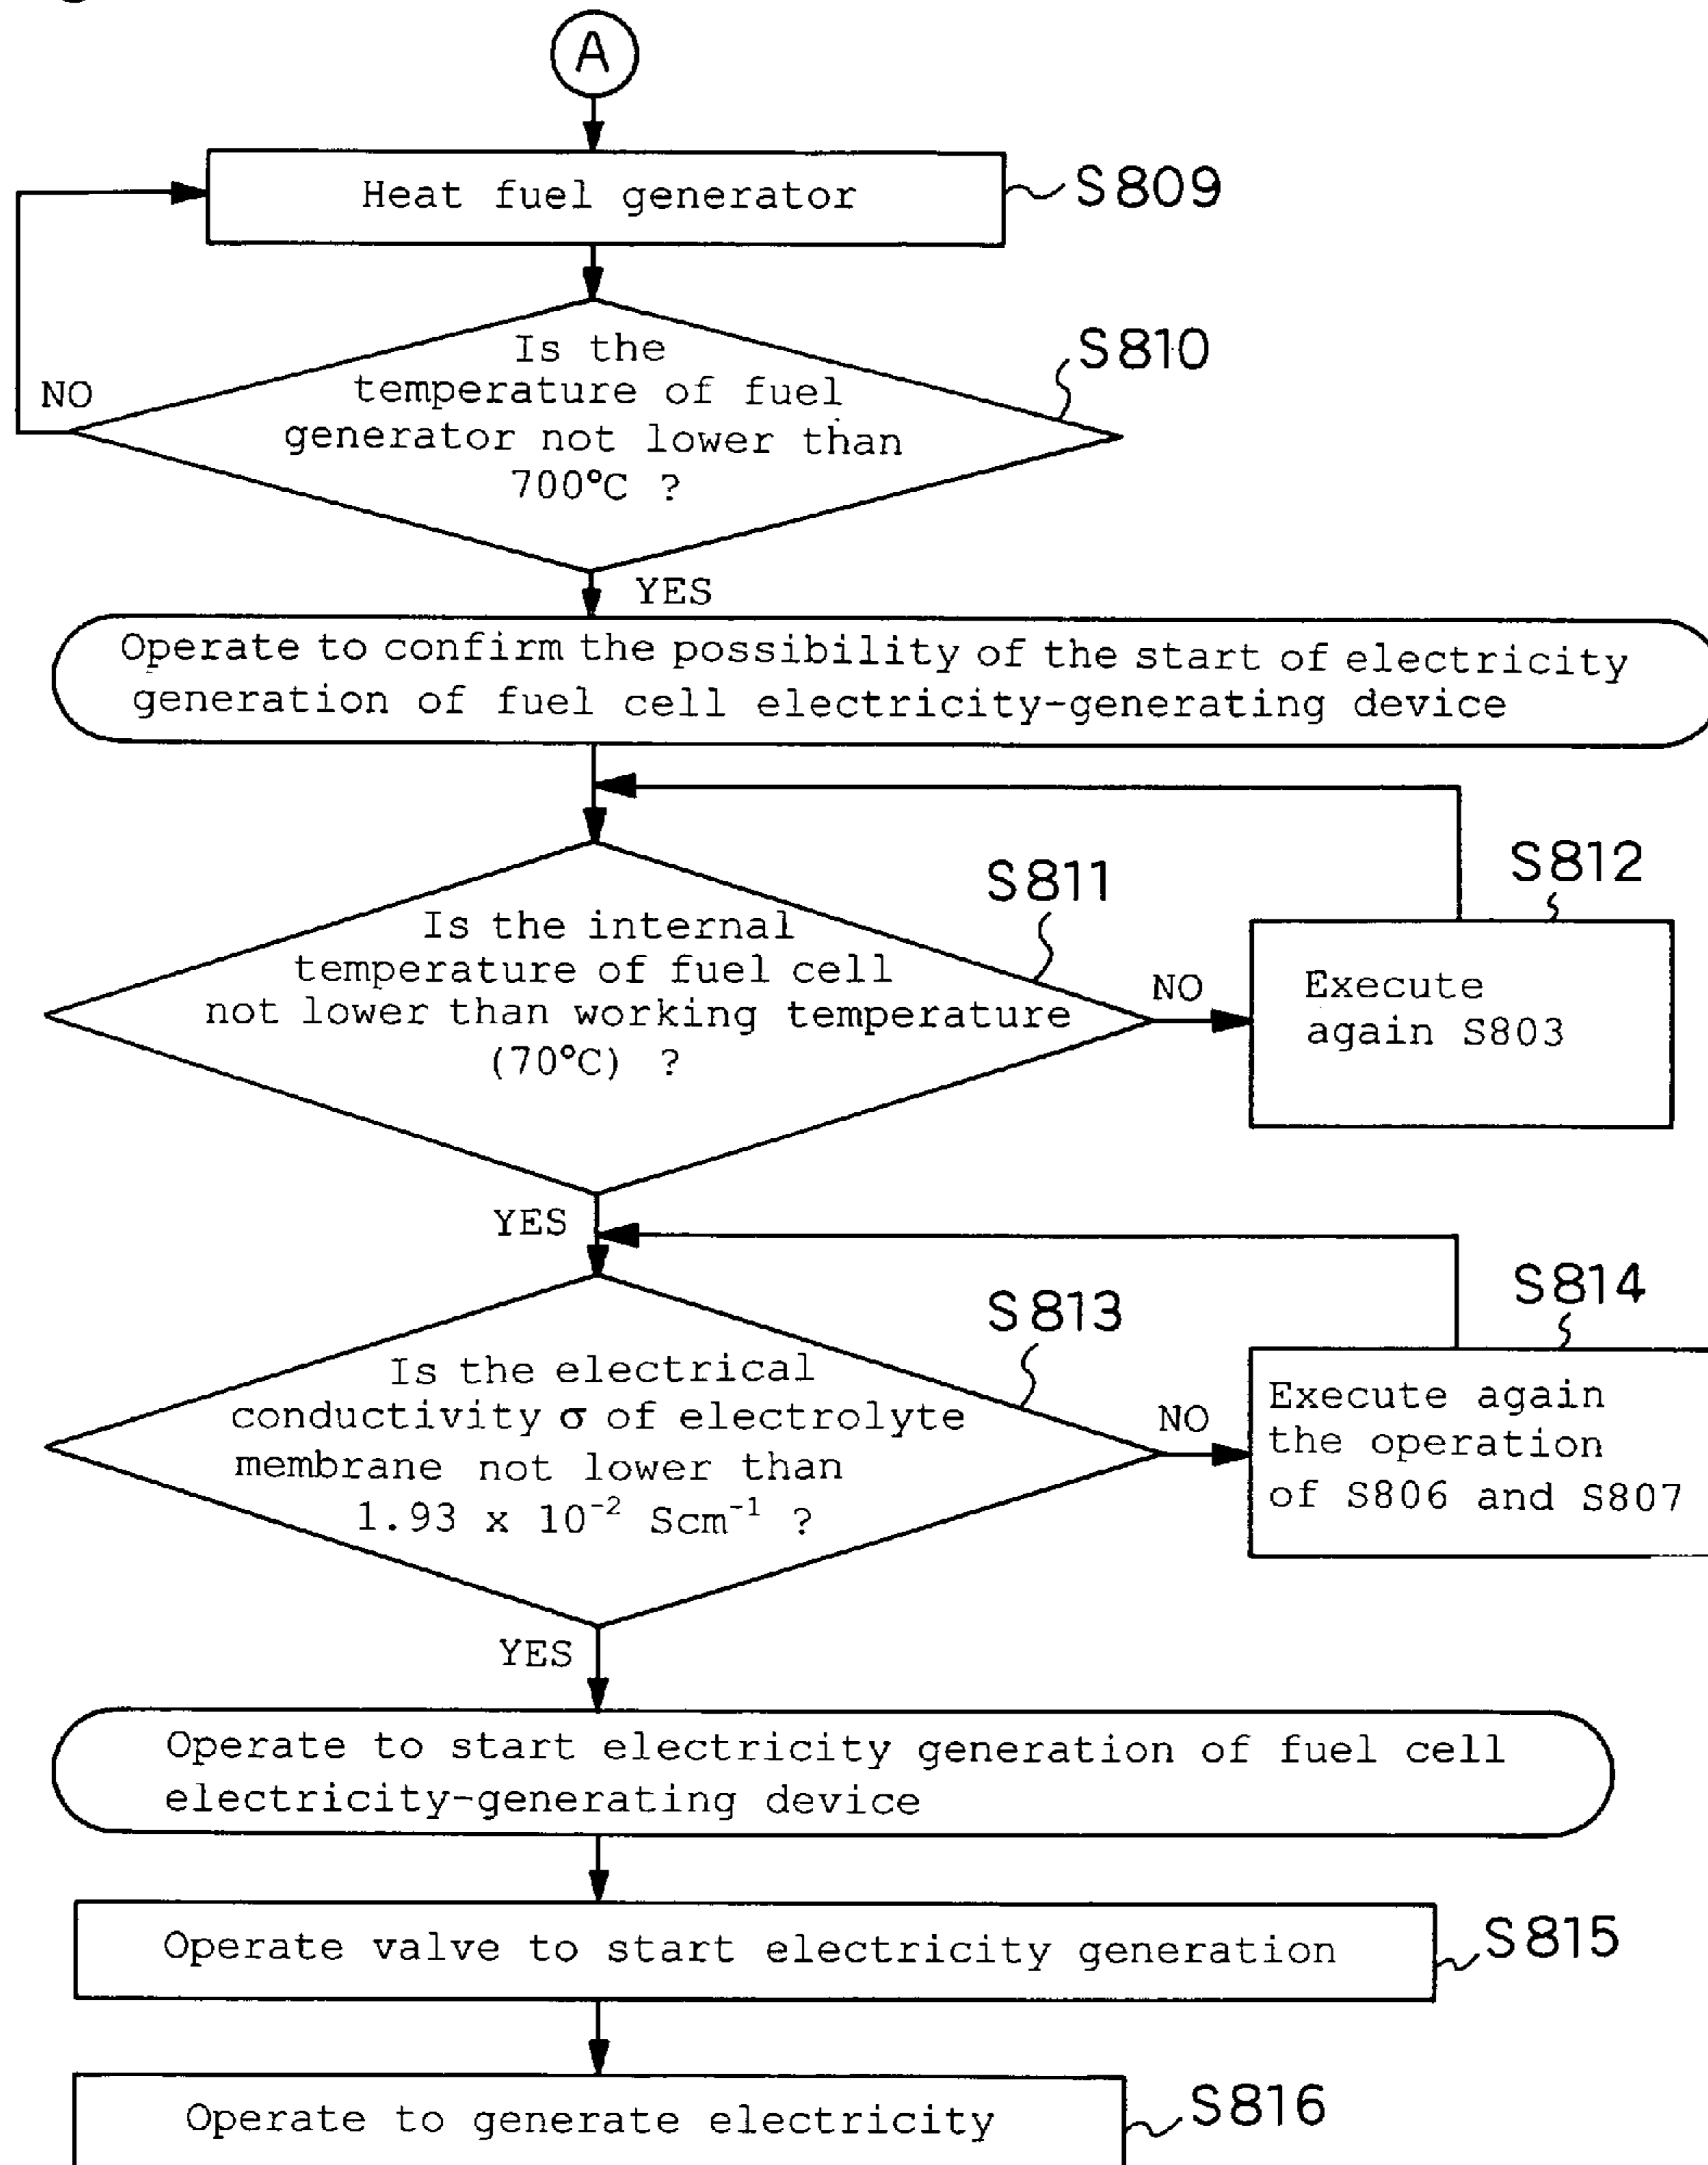 A
Heat fuel generator
S809
Is the
temperature of fuel
generator not lower than
700°C ?
S810
NO
YES
Operate to confirm the possibility of the start of electricity
generation of fuel cell electricity-generating device
Is the internal
temperature of fuel cell
not lower than working temperature
(70°C) ?
S811
NO
S812
Execute
again S803
YES
Is the electrical
conductivity σ of electrolyte
membrane not lower than
1.93 x 10⁻² Scm⁻¹ ?
S813
NO
S814
Execute again
the operation
of S806 and S807
YES
Operate to start electricity generation of fuel cell
electricity-generating device
Operate valve to start electricity generation
S815
Operate to generate electricity
S816